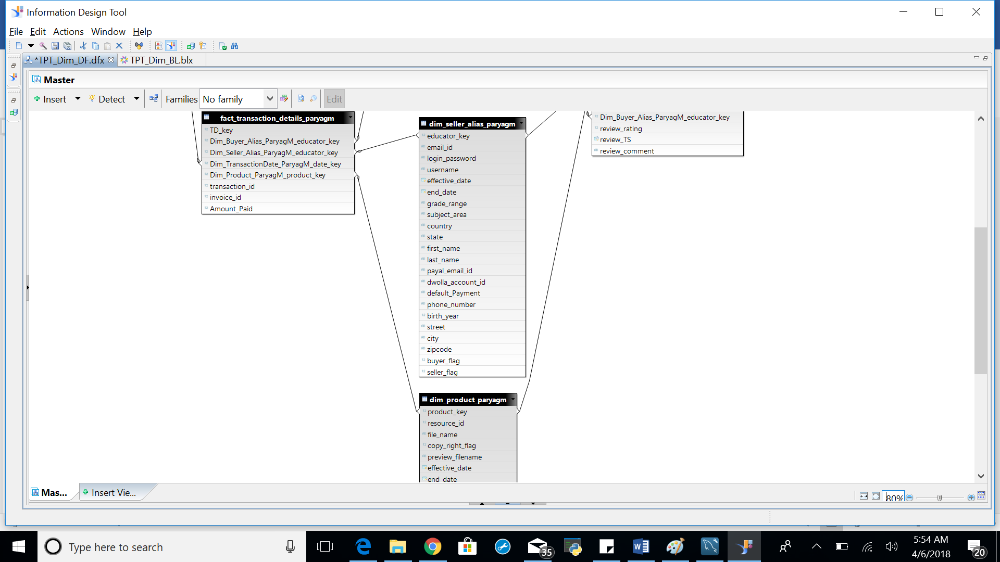 Information Design Tool
File Edit Actions Window Help
*TPT_Dim_DF.dfx TPT_Dim_BL.blx
Master
Insert Detect Families No family Edit
fact_transaction_details_paryagm
TD_key
Dim_Buyer_Alias_ParyagM_educator_key
Dim_Seller_Alias_ParyagM_educator_key
Dim_TransactionDate_ParyagM_date_key
Dim_Product_ParyagM_product_key
transaction_id
invoice_id
Amount_Paid
dim_seller_alias_paryagm
educator_key
email_id
login_password
username
effective_date
end_date
grade_range
subject_area
country
state
first_name
last_name
payal_email_id
dwolla_account_id
default_Payment
phone_number
birth_year
street
city
zipcode
buyer_flag
seller_flag
Dim_Buyer_Alias_ParyagM_educator_key
review_rating
review_TS
review_comment
dim_product_paryagm
product_key
resource_id
file_name
copy_right_flag
preview_filename
effective_date
end_date
Mas... Insert Vie...
80%
Type here to search
35
5:54 AM
4/6/2018
20